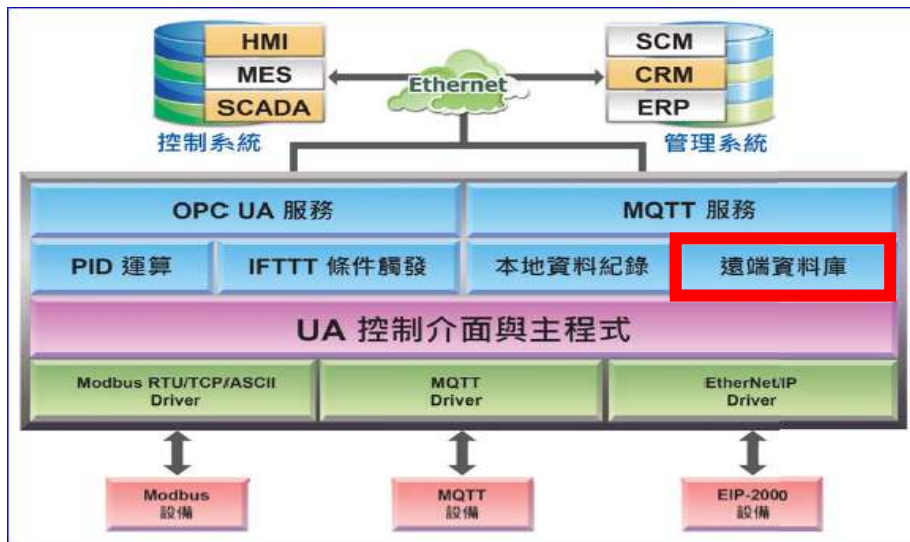 HMI
MES
SCADA
控制系統
Ethernet
SCM
CRM
ERP
管理系統
OPC UA 服務
MQTT 服務
PID 運算
IFTTT 條件觸發
本地資料紀錄
遠端資料庫
UA 控制介面與主程式
Modbus RTU/TCP/ASCII
Driver
MQTT
Driver
EtherNet/IP
Driver
Modbus
設備
MQTT
設備
EIP-2000
設備